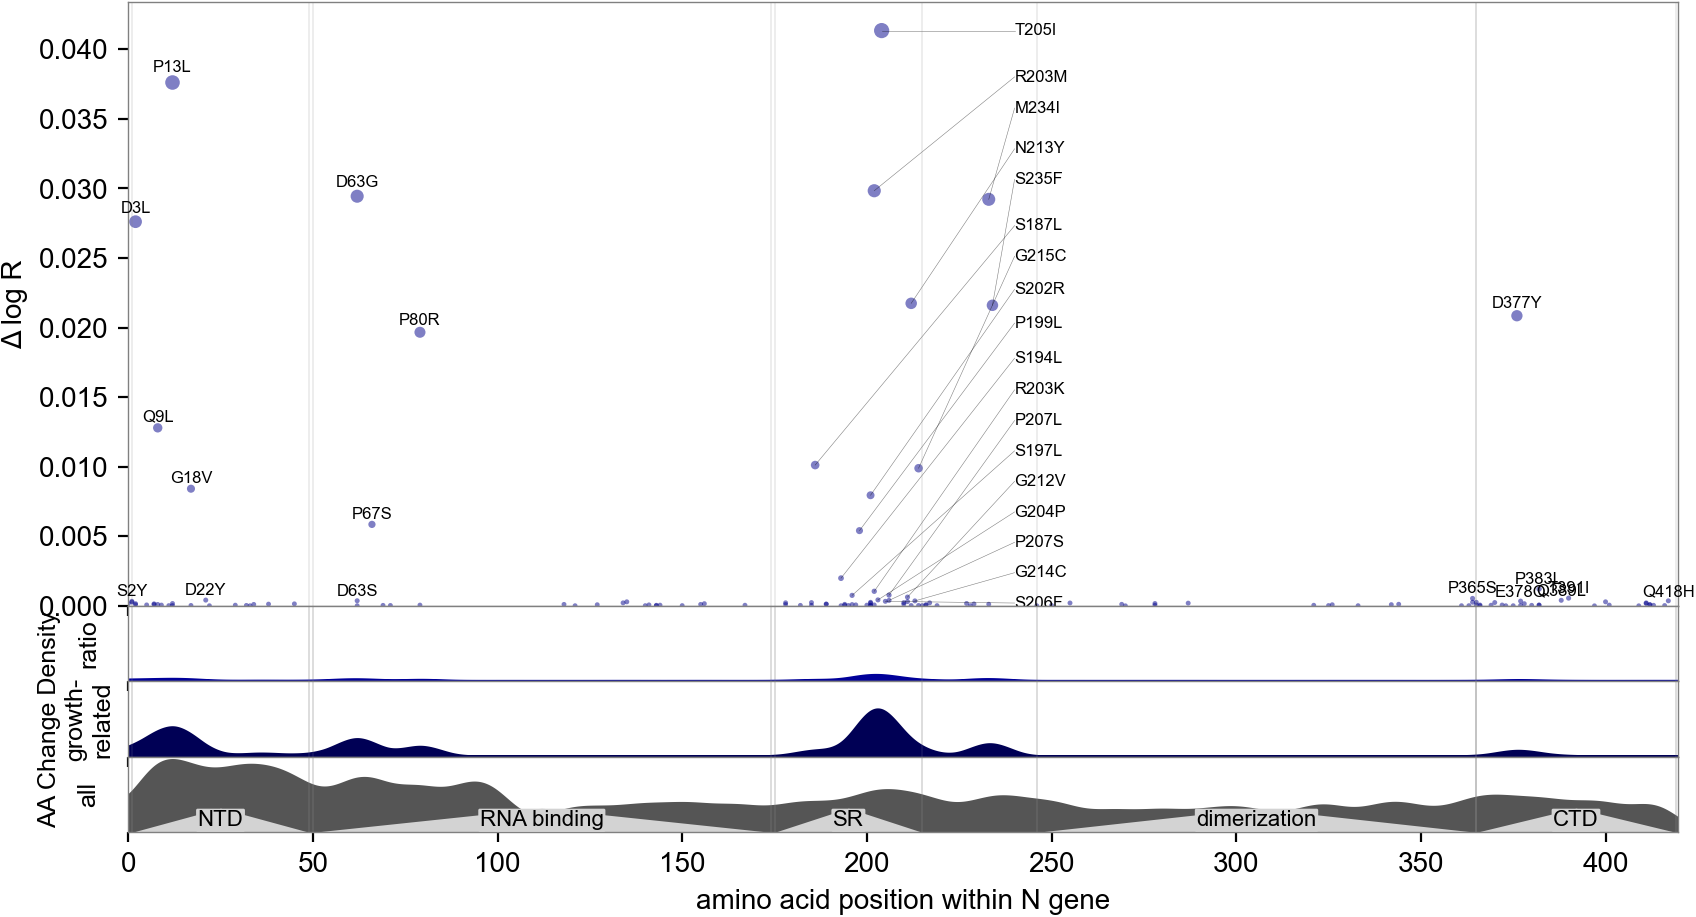 T205I
0.040
P13L
R203M
0.035
M234I
N213Y
0.030
D63G
S235F
D3L
S187L
0.025
G215C
S202R
D377Y
0.020
P80R
P199L
Δ log R
S194L
0.015
R203K
Q9L
P207L
S197L
0.010
G18V
G212V
P67S
G204P
0.005
P207S
G214C
S2Y
D22Y
D63S
P365S
P383L
Q418H
0.000
S206F
AA Change Density
ratio
growth-
related
all
NTD
RNA binding
SR
dimerization
CTD
0 50 100 150 200 250 300 350 400
amino acid position within N gene